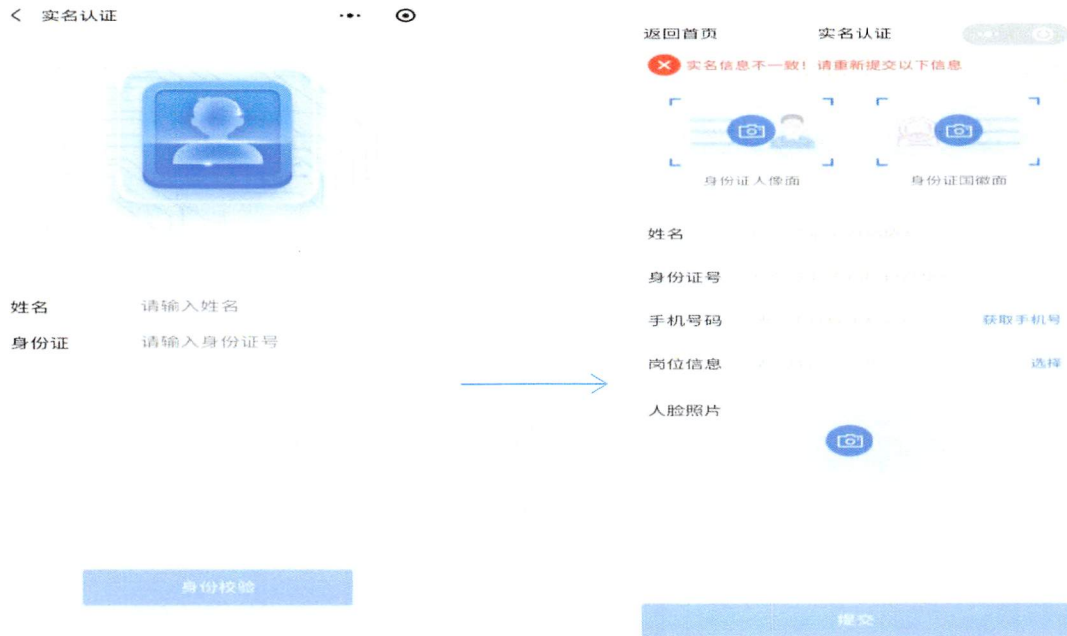 实名认证
姓名 请输入姓名
身份证 请输入身份证号
身份校验
返回首页 实名认证
实名信息不一致！请重新提交以下信息
身份证人像面 身份证国徽面
姓名
身份证号
手机号码 获取手机号
岗位信息 选择
人脸照片
提交